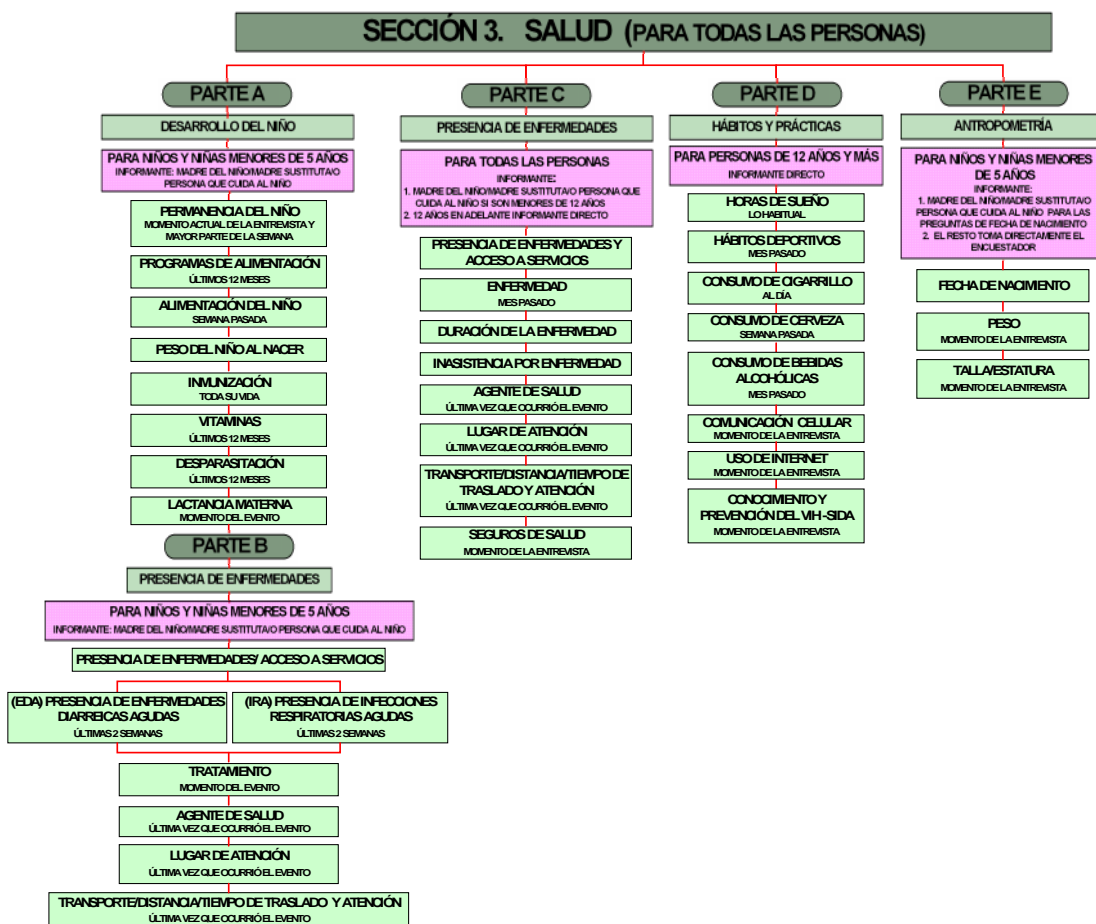 SECCIÓN 3. SALUD (PARA TODAS LAS PERSONAS)
PARTE A
DESARROLLO DEL NIÑO
PARA NIÑOS Y NIÑAS MENORES DE 5 AÑOS
INFORMANTE: MADRE DEL NIÑO/MADRE SUSTITUTA/O
PERSONA QUE CUIDA AL NIÑO
PERMANENCIA DEL NIÑO
MOMENTO ACTUAL DE LA ENTREVISTA Y
MAYOR PARTE DE LA SEMANA
PROGRAMAS DE ALIMENTACIÓN
ÚLTIMOS 12 MESES
ALIMENTACIÓN DEL NIÑO
SEMANA PASADA
PESO DEL NIÑO AL NACER
INMUNIZACIÓN
TODA SU VIDA
VITAMINAS
ÚLTIMOS 12 MESES
DESPARASITACIÓN
ÚLTIMOS 12 MESES
LACTANCIA MATERNA
MOMENTO DEL EVENTO
PARTE B
PRESENCIA DE ENFERMEDADES
PARA NIÑOS Y NIÑAS MENORES DE 5 AÑOS
INFORMANTE: MADRE DEL NIÑO/MADRE SUSTITUTA/O PERSONA QUE CUIDA AL NIÑO
PRESENCIA DE ENFERMEDADES/ ACCESO A SERVICIOS
(EDA) PRESENCIA DE ENFERMEDADES
DIARREICAS AGUDAS
ÚLTIMAS 2 SEMANAS
(IRA) PRESENCIA DE INFECCIONES
RESPIRATORIAS AGUDAS
ÚLTIMAS 2 SEMANAS
TRATAMIENTO
MOMENTO DEL EVENTO
AGENTE DE SALUD
ÚLTIMA VEZ QUE OCURRIÓ EL EVENTO
LUGAR DE ATENCIÓN
ÚLTIMA VEZ QUE OCURRIÓ EL EVENTO
TRANSPORTE/DISTANCIA/TIEMPO DE TRASLADO Y ATENCIÓN
ÚLTIMA VEZ QUE OCURRIÓ EL EVENTO
PARTE C
PRESENCIA DE ENFERMEDADES
PARA TODAS LAS PERSONAS
INFORMANTE:
1. MADRE DEL NIÑO/MADRE SUSTITUTA/O PERSONA QUE
CUIDA AL NIÑO SI SON MENORES DE 12 AÑOS
2. 12 AÑOS EN ADELANTE INFORMANTE DIRECTO
PRESENCIA DE ENFERMEDADES Y
ACCESO A SERVICIOS
ENFERMEDAD
MES PASADO
DURACIÓN DE LA ENFERMEDAD
INASISTENCIA POR ENFERMEDAD
AGENTE DE SALUD
ÚLTIMA VEZ QUE OCURRIÓ EL EVENTO
LUGAR DE ATENCIÓN
ÚLTIMA VEZ QUE OCURRIÓ EL EVENTO
TRANSPORTE/DISTANCIA/TIEMPO DE
TRASLADO Y ATENCIÓN
ÚLTIMA VEZ QUE OCURRIÓ EL EVENTO
SEGUROS DE SALUD
MOMENTO DE LA ENTREVISTA
PARTE D
HÁBITOS Y PRÁCTICAS
PARA PERSONAS DE 12 AÑOS Y MÁS
INFORMANTE DIRECTO
HORAS DE SUEÑO
LO HABITUAL
HÁBITOS DEPORTIVOS
MES PASADO
CONSUMO DE CIGARRILLO
AL DÍA
CONSUMO DE CERVEZA
SEMANA PASADA
CONSUMO DE BEBIDAS
ALCOHÓLICAS
MES PASADO
COMUNICACIÓN CELULAR
MOMENTO DE LA ENTREVISTA
USO DE INTERNET
MOMENTO DE LA ENTREVISTA
CONOCIMIENTO Y
PREVENCIÓN DEL VIH-SIDA
MOMENTO DE LA ENTREVISTA
PARTE E
ANTROPOMETRÍA
PARA NIÑOS Y NIÑAS MENORES
DE 5 AÑOS
INFORMANTE:
1. MADRE DEL NIÑO/MADRE SUSTITUTA/O
PERSONA QUE CUIDA AL NIÑO PARA LAS
PREGUNTAS DE FECHA DE NACIMIENTO
2. EL RESTO TOMA DIRECTAMENTE EL
ENCUESTADOR
FECHA DE NACIMIENTO
PESO
MOMENTO DE LA ENTREVISTA
TALLA/ESTATURA
MOMENTO DE LA ENTREVISTA